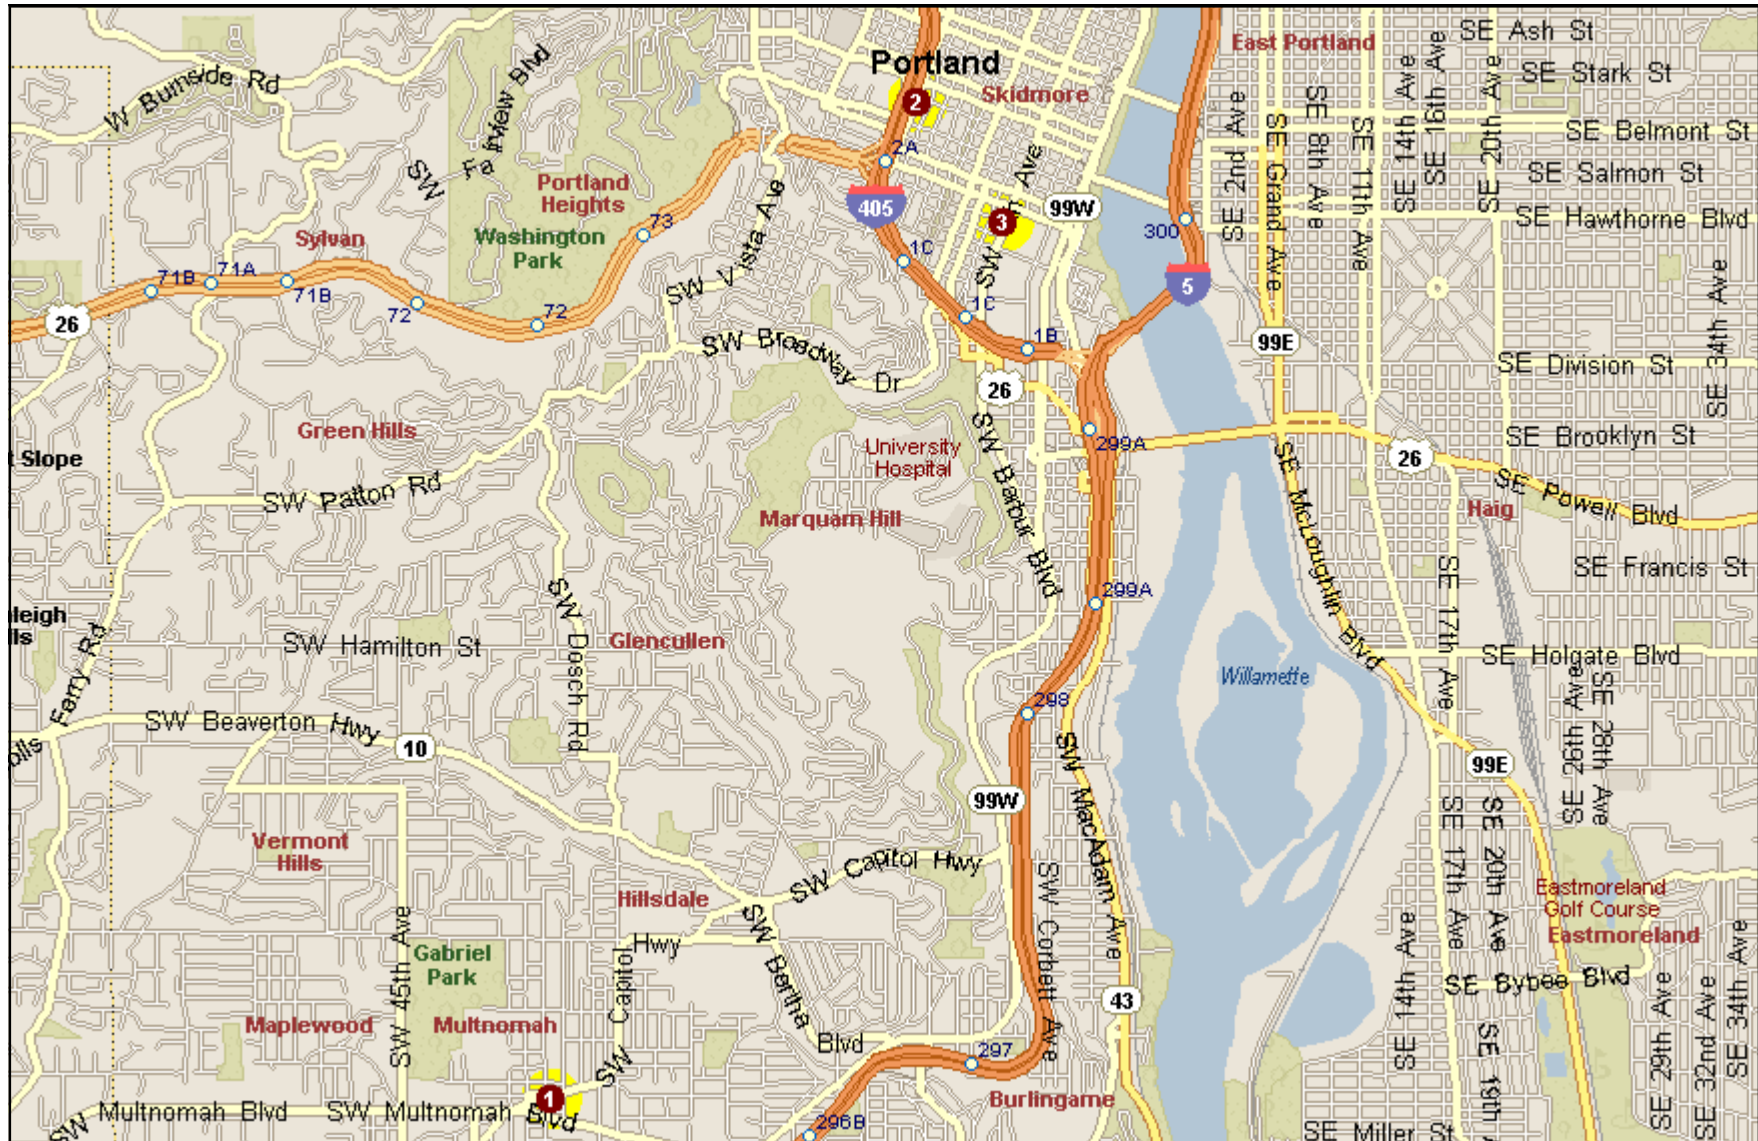 SE Ash St
East Portland
Portland
SE Stark St
W Burnside Rd
SW Fairview Blvd
SE 14th Ave
SE 16th Ave
SE 20th Ave
2
Skidmore
SE 2nd Ave
SE Grand Ave
SE 8th Ave
SE 11th Ave
SE Belmont St
2A
SE Salmon St
Portland
Heights
405
99W
3
SE Hawthorne Blvd
Sylvan
Washington
Park
73
SW Vista Ave
1C
SW
Ave
300
71B
71A
71B
72
72
26
5
1C
1B
SW Broadway Dr
99E
SE 34th Ave
SE Division St
26
Green Hills
University
Hospital
299A
SE Brooklyn St
26
Slope
SW Patton Rd
SW Barbur Blvd
Marquam Hill
SE Powell Blvd
Haig
SE McLoughlin Blvd
SE Francis St
299A
SE 17th Ave
SW Hamilton St
SW Dosch Rd
Glencullen
SE Holgate Blvd
Willamette
Farry Rd
298
SW Beaverton Hwy
10
SW MacAdam Ave
99E
SE 26th Ave
SE 28th Ave
99W
Vermont
Hills
SW Capitol Hwy
SE 17th Ave
SE 20th Ave
Hillsdale
SW Corbett Ave
Eastmoreland
Golf Course
Eastmoreland
Gabriel
Park
SW 45th Ave
SW Capitol Hwy
SW Bertha Blvd
SE 14th Ave
SE Bybee Blvd
43
Maplewood
Multnomah
297
SE 19th
SE 29th Ave
SE 32nd Ave
SE 34th Ave
1
Burlingame
SW Multnomah Blvd
SW Multnomah Blvd
296B
SE Miller St